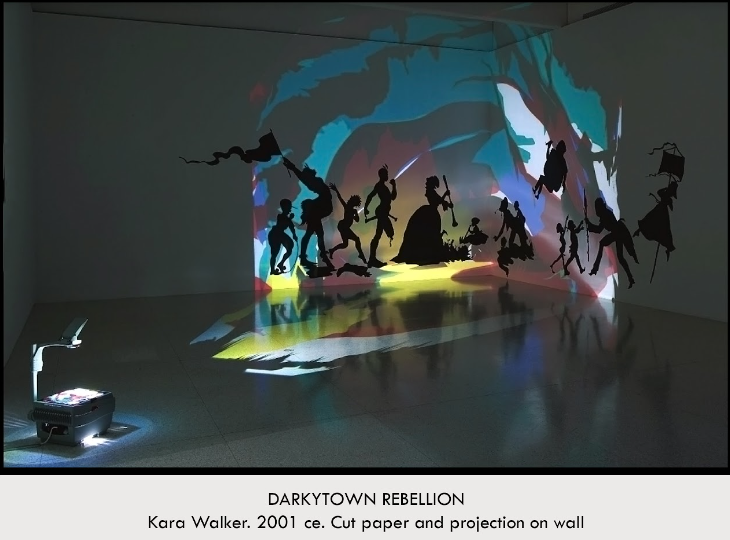 DARKYTOWN REBELLION
Kara Walker. 2001 ce. Cut paper and projection on wall